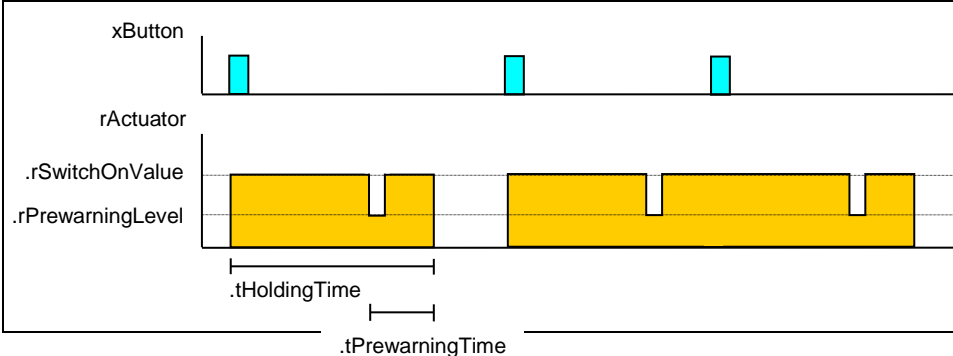 xButton
rActuator
.rSwitchOnValue
.rPrewarningLevel
.tHoldingTime
.tPrewarningTime